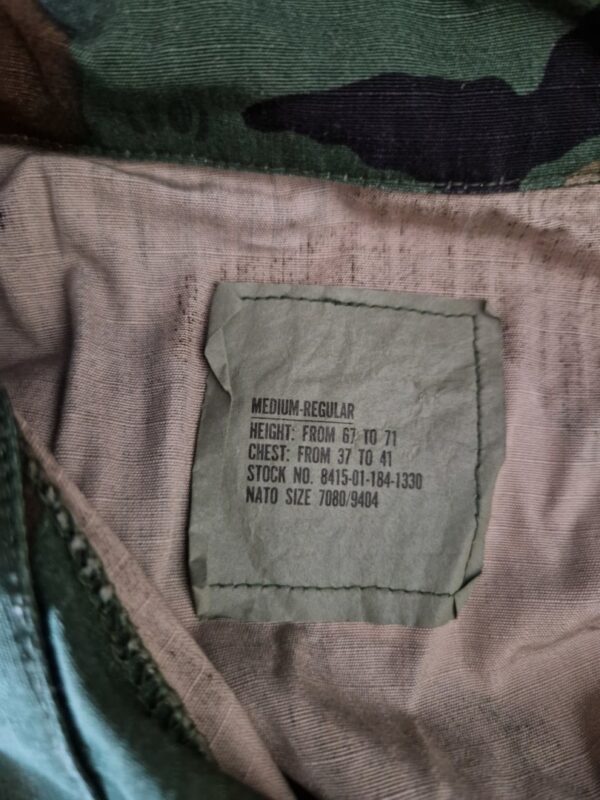 MEDIUM-REGULAR
HEIGHT: FROM 67 TO 71
CHEST: FROM 37 TO 41
STOCK NO. 8415-01-184-1330
NATO SIZE 7080/9404